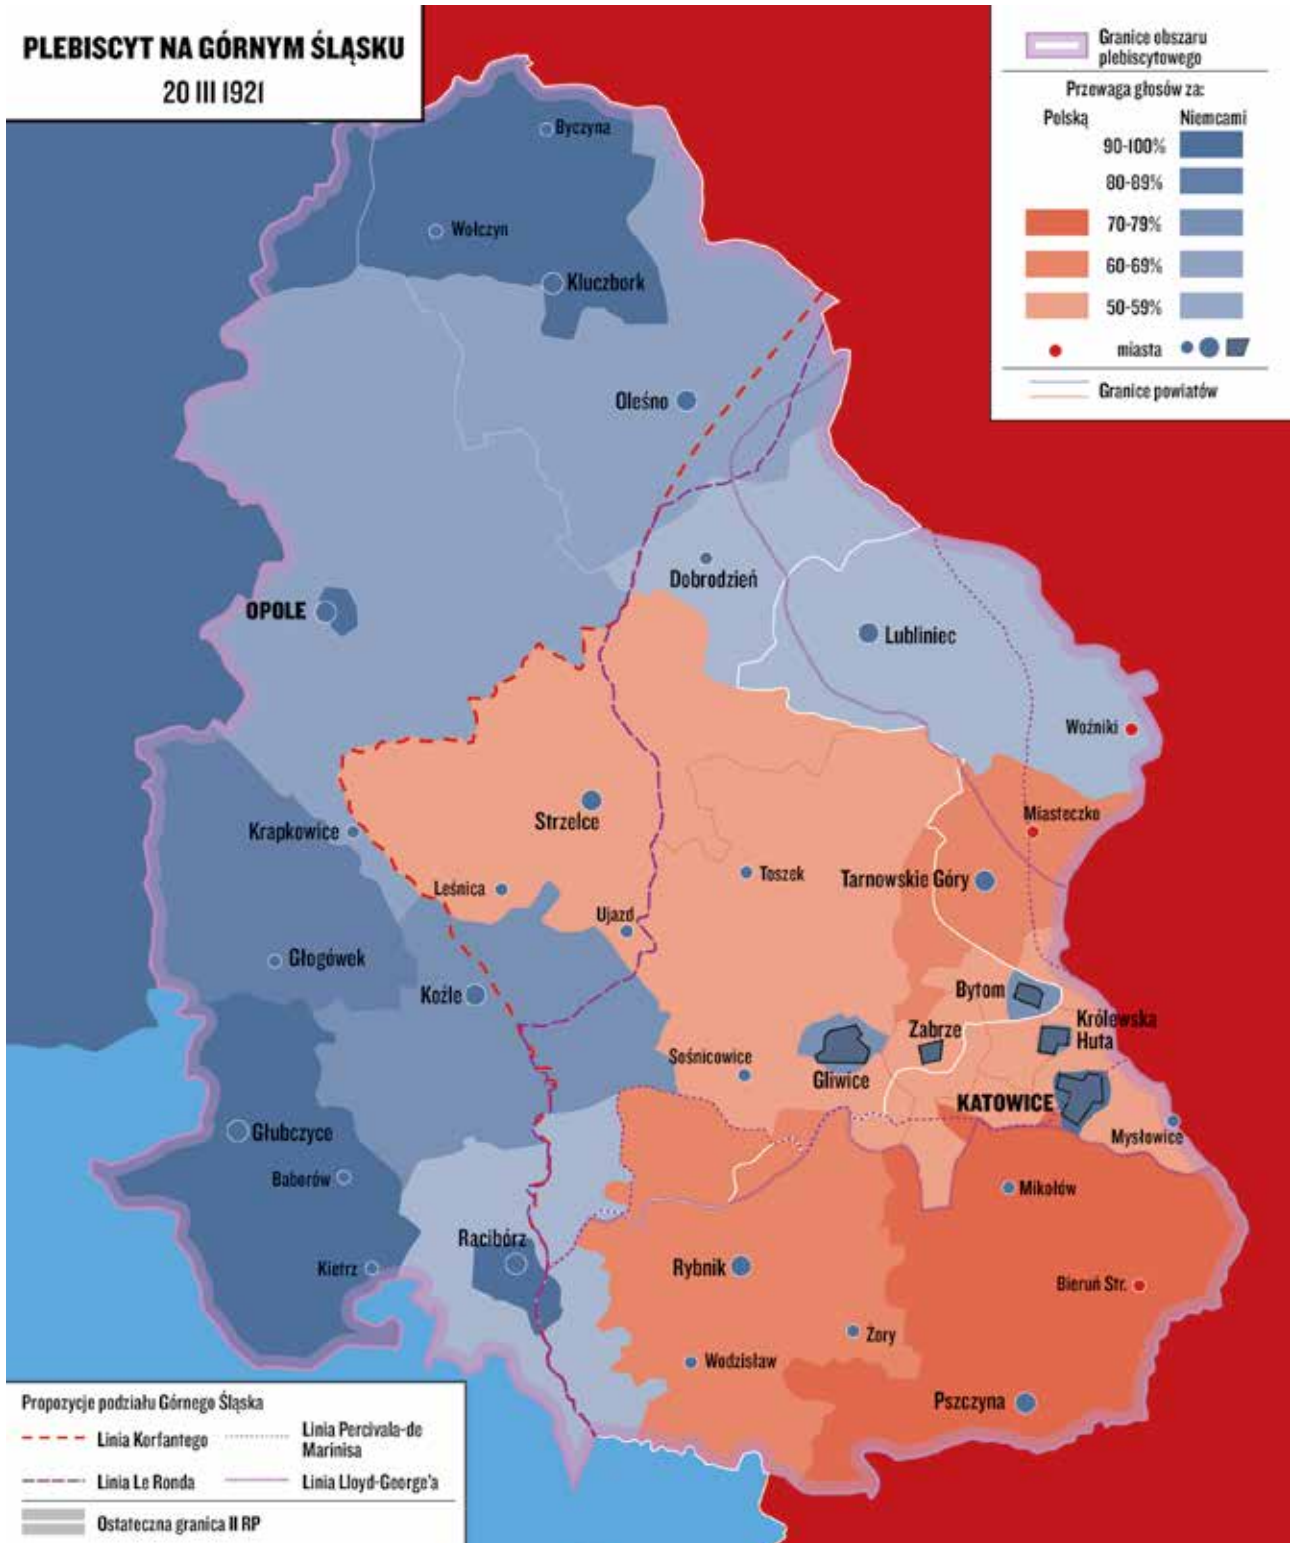 PLEBISCYT NA GÓRNYM ŚLĄSKU
20 III 1921
Granice obszaru
plebiscytowego
Przewaga głosów za:
Polską
Niemcami
90-100%
80-89%
70-79%
60-69%
50-59%
miasta
Granice powiatów
Byczyna
Wołczyn
Kluczbork
Oleśno
Dobrodzień
OPOLE
Lubliniec
Woźniki
Strzelce
Miasteczko
Krapkowice
Toszek
Tarnowskie Góry
Leśnica
Ujazd
Głogówek
Koźle
Bytom
Królewska
Huta
Zabrze
Sośnicowice
Gliwice
KATOWICE
Głubczyce
Mysłowice
Baborów
Mikołów
Racibórz
Kietrz
Rybnik
Bieruń Str.
Żory
Wodzisław
Pszczyna
Propozycje podziału Górnego Śląska
Linia Korfantego
Linia Percivala-de
Marinisa
Linia Le Ronda
Linia Lloyd-George'a
Ostateczna granica II RP